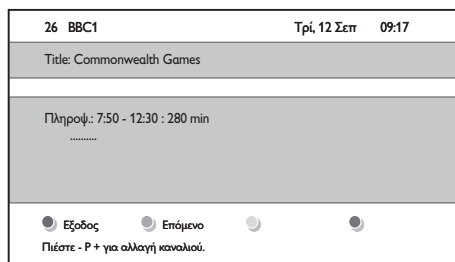 26 BBC1 Τρί, 12 Σεπ 09:17
Title: Commonwealth Games
Πληροψ.: 7:50 - 12:30 : 280 min
..........
Εξοδος Επόμενο
Πιέστε - P + για αλλαγή καναλιού.